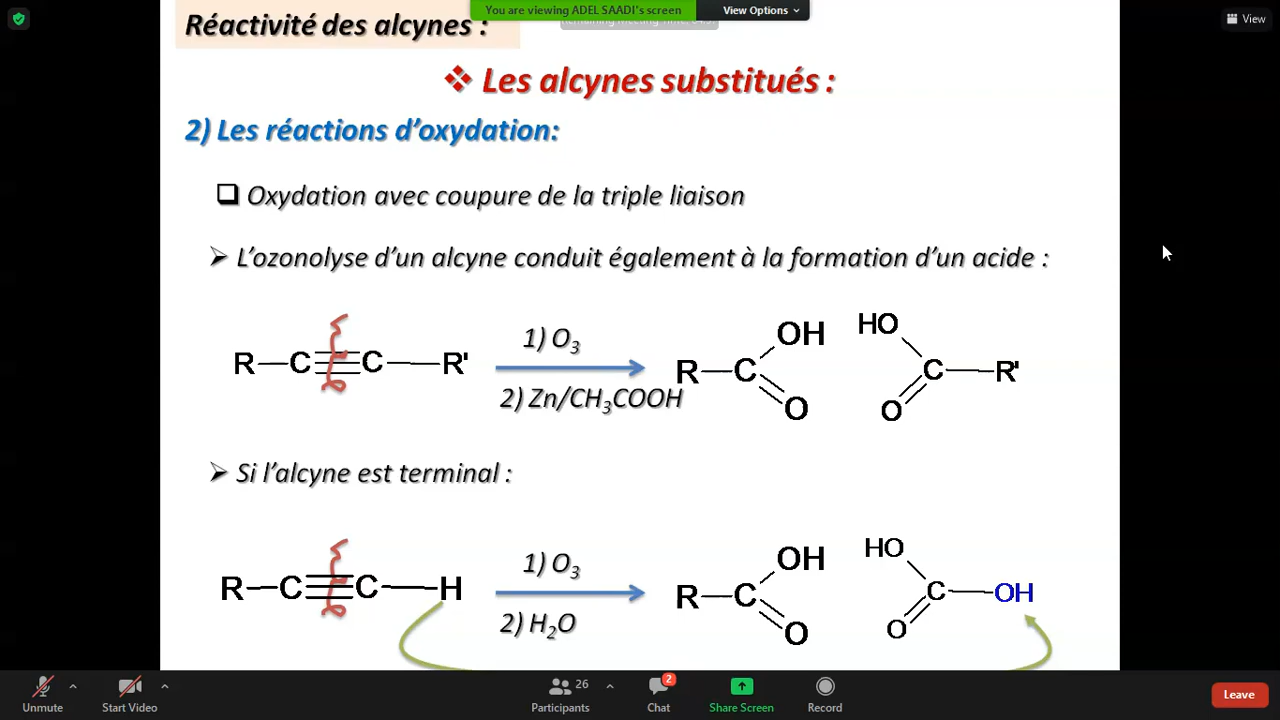 You are viewing ADEL SAADI's screen
View Options
View
Réactivité des alcynes :
Les alcynes substitués :
2) Les réactions d'oxydation:
Oxydation avec coupure de la triple liaison
L'ozonolyse d'un alcyne conduit également à la formation d'un acide :
R C C R'
1) O3
2) Zn/CH3COOH
R C OH O
HO C R' O
Si l'alcyne est terminal :
R C C H
1) O3
2) H2O
R C OH O
HO C OH O
Unmute
Start Video
26
Participants
2
Chat
Share Screen
Record
Leave